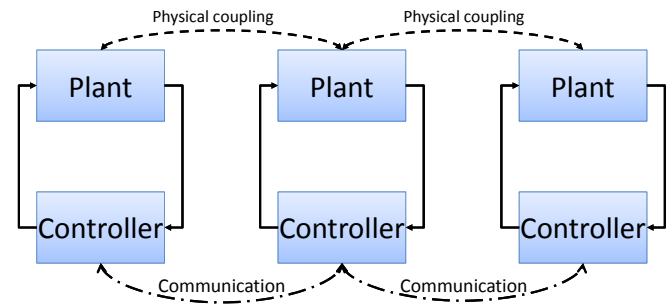 Physical coupling
Physical coupling
Plant
Plant
Plant
Controller
Controller
Controller
Communication
Communication